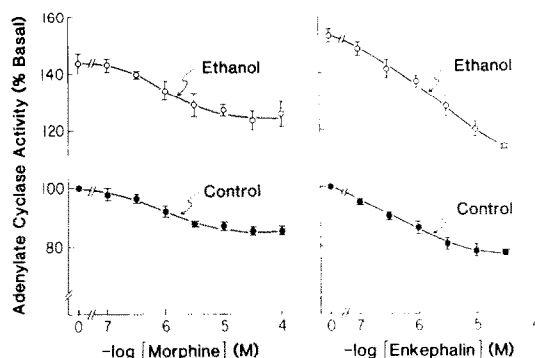 Adenylate Cyclase Activity (% Basal)
160
140
120
100
80
Ethanol
Control
0 7 6 5 4
-log [Morphine] (M)
Ethanol
Control
0 7 6 5
-log [Enkephalin] (M)